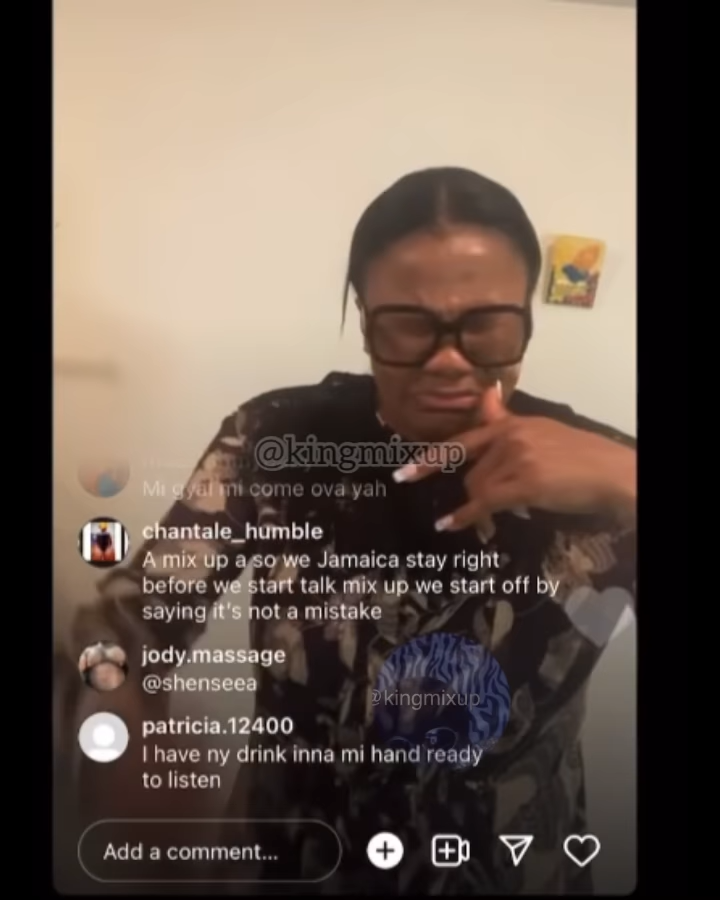 @kingmixup
Mi gyal mi come ova yah
chantale_humble
A mix up a so we Jamaica stay right
before we start talk mix up we start off by
saying it's not a mistake
jody.massage
@shenseea
@kingmixup
patricia.12400
I have ny drink inna mi hand ready
to listen
Add a comment...